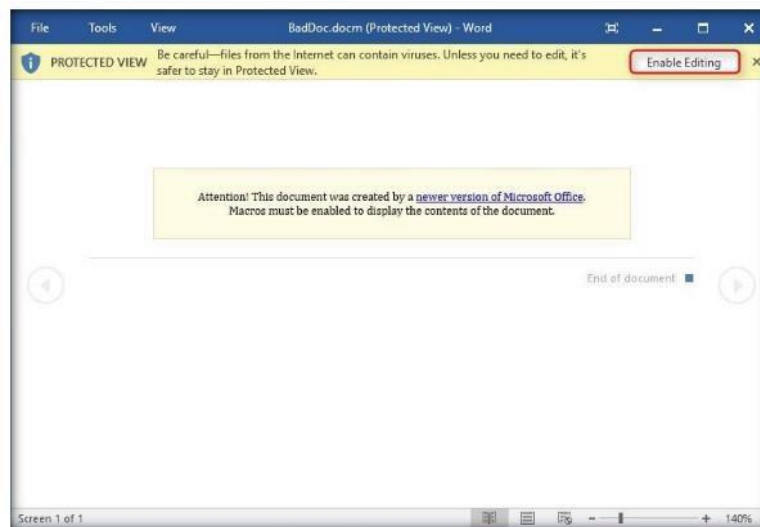 File Tools View BadDoc.docm (Protected View) - Word
PROTECTED VIEW Be careful—files from the Internet can contain viruses. Unless you need to edit, it's
safer to stay in Protected View.
Enable Editing
Attention! This document was created by a newer version of Microsoft Office.
Macros must be enabled to display the contents of the document.
End of document
Screen 1 of 1 140%